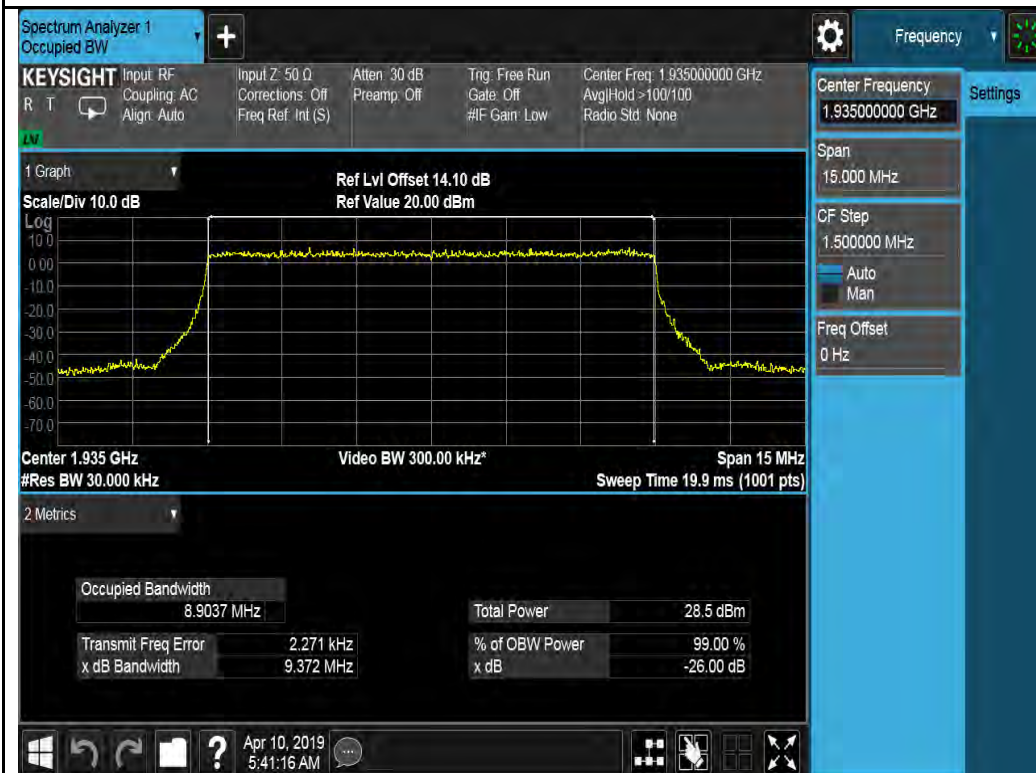 Spectrum Analyzer 1
Occupied BW
+
Frequency
KEYSIGHT
R T
Input: RF
Coupling: AC
Align: Auto
Input Z: 50 Ω
Corrections: Off
Freq Ref: Int (S)
Atten: 30 dB
Preamp: Off
Trig: Free Run
Gate: Off
#IF Gain: Low
Center Freq: 1.935000000 GHz
Avg|Hold >100/100
Radio Std: None
Center Frequency
1.935000000 GHz
Settings
Span
15.000 MHz
CF Step
1.500000 MHz
Auto
Man
Freq Offset
0 Hz
1 Graph
Scale/Div 10.0 dB
Ref Lvl Offset 14.10 dB
Ref Value 20.00 dBm
Log
10.0
0.00
-10.0
-20.0
-30.0
-40.0
-50.0
-60.0
-70.0
Center 1.935 GHz
#Res BW 30.000 kHz
Video BW 300.00 kHz*
Span 15 MHz
Sweep Time 19.9 ms (1001 pts)
2 Metrics
Occupied Bandwidth
8.9037 MHz
Transmit Freq Error 2.271 kHz
x dB Bandwidth 9.372 MHz
Total Power 28.5 dBm
% of OBW Power 99.00 %
x dB -26.00 dB
?
Apr 10, 2019
5:41:16 AM